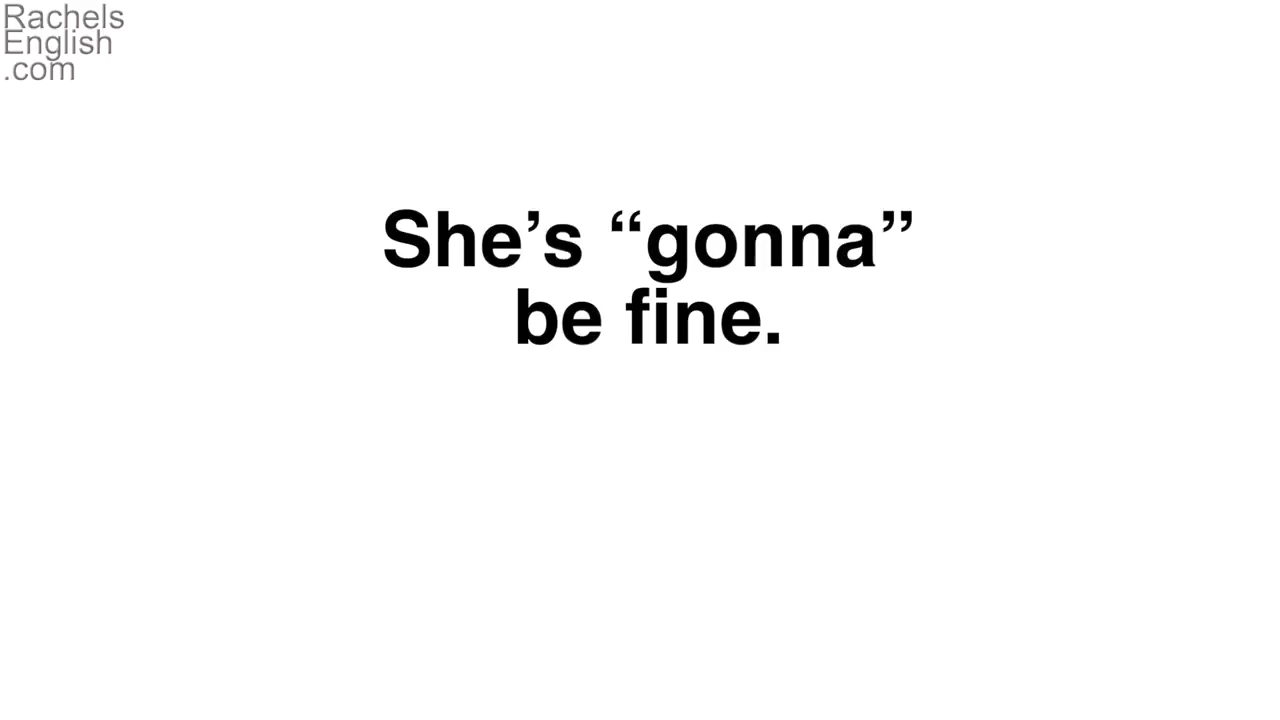 Rachels
English
.com
She’s “gonna”
be fine.